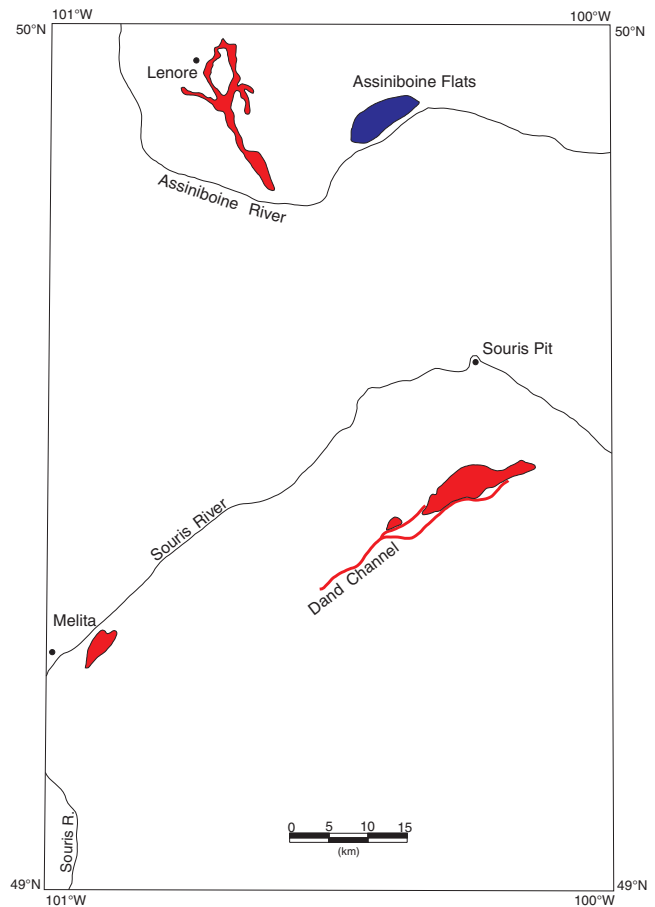 101°W
100°W
50°N
50°N
Lenore
Assiniboine Flats
Assiniboine River
Souris Pit
Souris River
Dand Channel
Melita
Souris R.
0 5 10 15
(km)
49°N
49°N
101°W
100°W